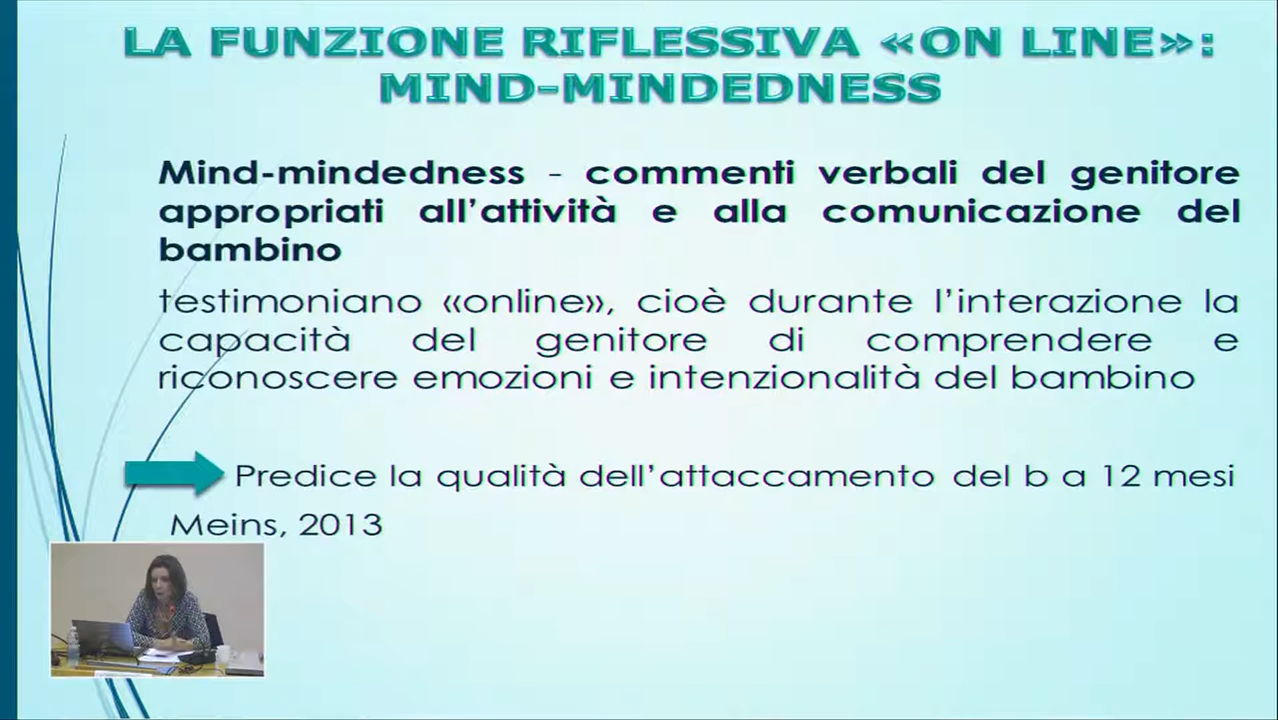 LA FUNZIONE RIFLESSIVA «ON LINE»:
MIND-MINDEDNESS
Mind-mindedness - commenti verbali del genitore
appropriati all’attività e alla comunicazione del
bambino
testimoniano «online», cioè durante l’interazione la
capacità del genitore di comprendere e
riconoscere emozioni e intenzionalità del bambino
Predice la qualità dell’attaccamento del b a 12 mesi
Meins, 2013